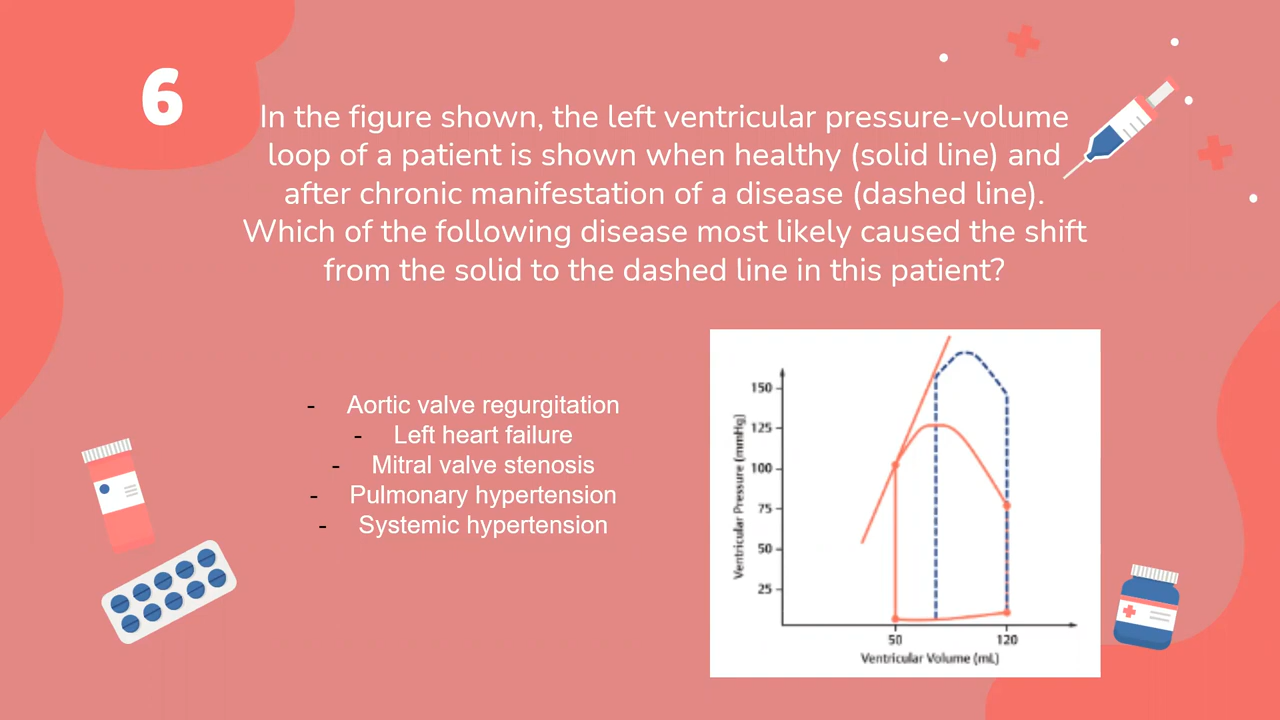 6
In the figure shown, the left ventricular pressure-volume
loop of a patient is shown when healthy (solid line) and
after chronic manifestation of a disease (dashed line).
Which of the following disease most likely caused the shift
from the solid to the dashed line in this patient?
- Aortic valve regurgitation
- Left heart failure
- Mitral valve stenosis
- Pulmonary hypertension
- Systemic hypertension
Ventricular Pressure (mmHg)
150
125
100
75
50
25
50 120
Ventricular Volume (mL)